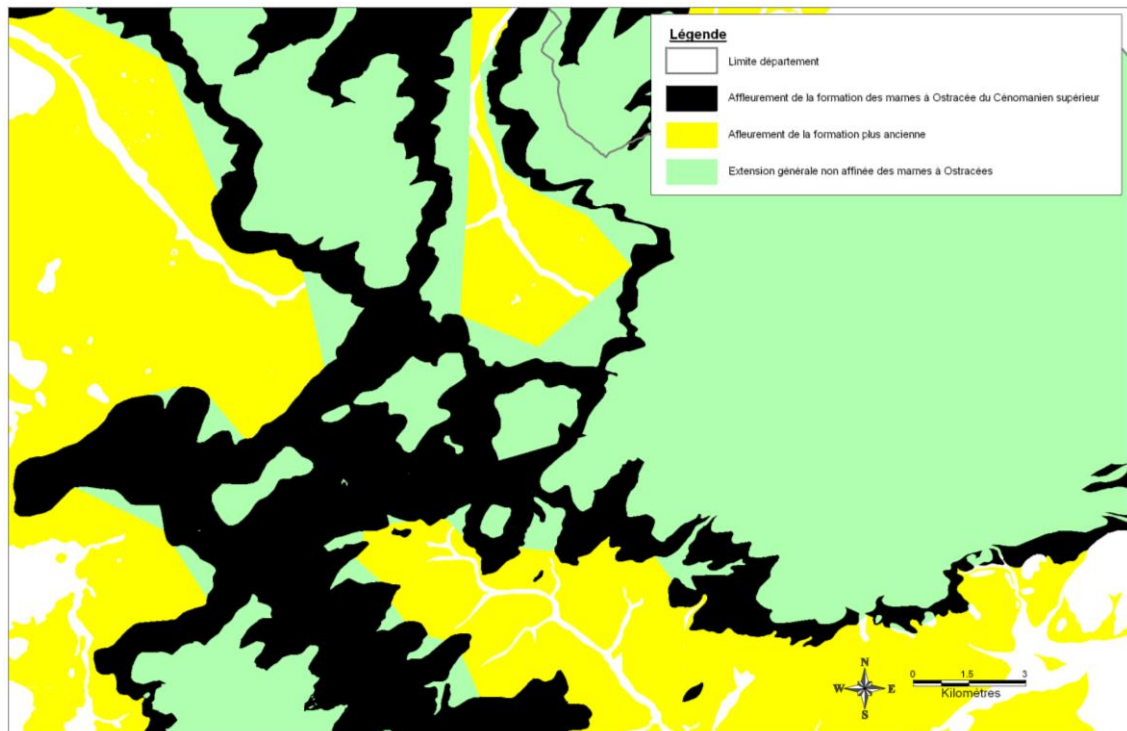 Légende
Limite département
Affleurement de la formation des marnes à Ostracée du Cénomanien supérieur
Afleurement de la formation plus ancienne
Extension générale non affinée des marnes à Ostracées
N
W E
S
0 1.5 3
Kilomètres